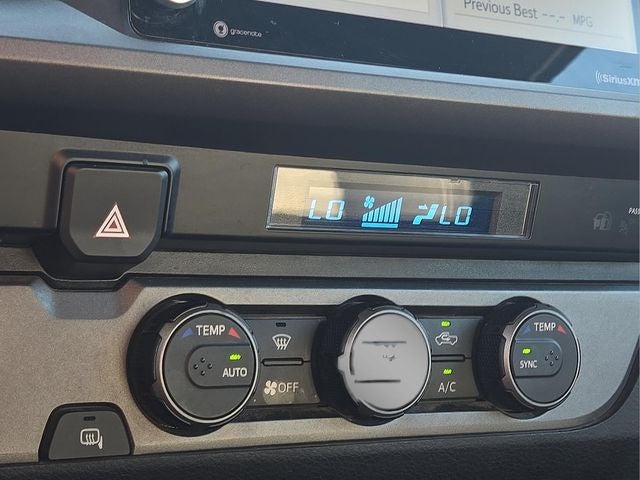 Previous Best --.- MPG
gracenote
SiriusXM
PASS
LO LO
TEMP
AUTO
OFF
A/C
TEMP
SYNC